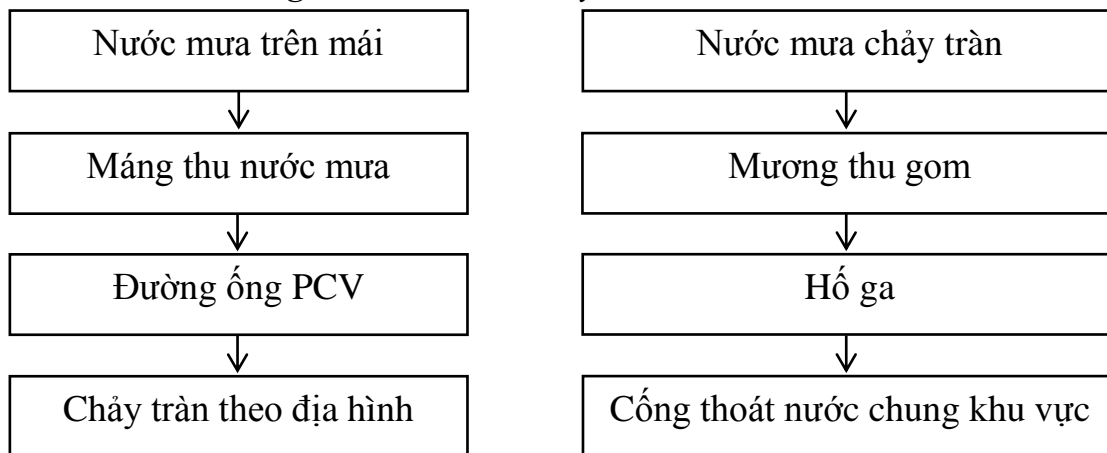 Nước mưa trên mái
Máng thu nước mưa
Đường ống PCV
Chảy tràn theo địa hình
Nước mưa chảy tràn
Mương thu gom
Hố ga
Cống thoát nước chung khu vực